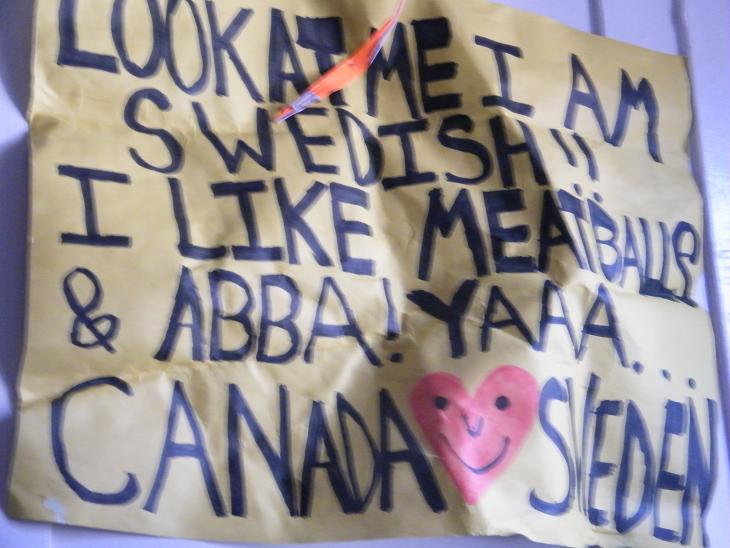 LOOK AT ME I AM
SWEDISH!!
I LIKE MEATBALLS
& ABBA! YAAA...
CANADA SWEDEN